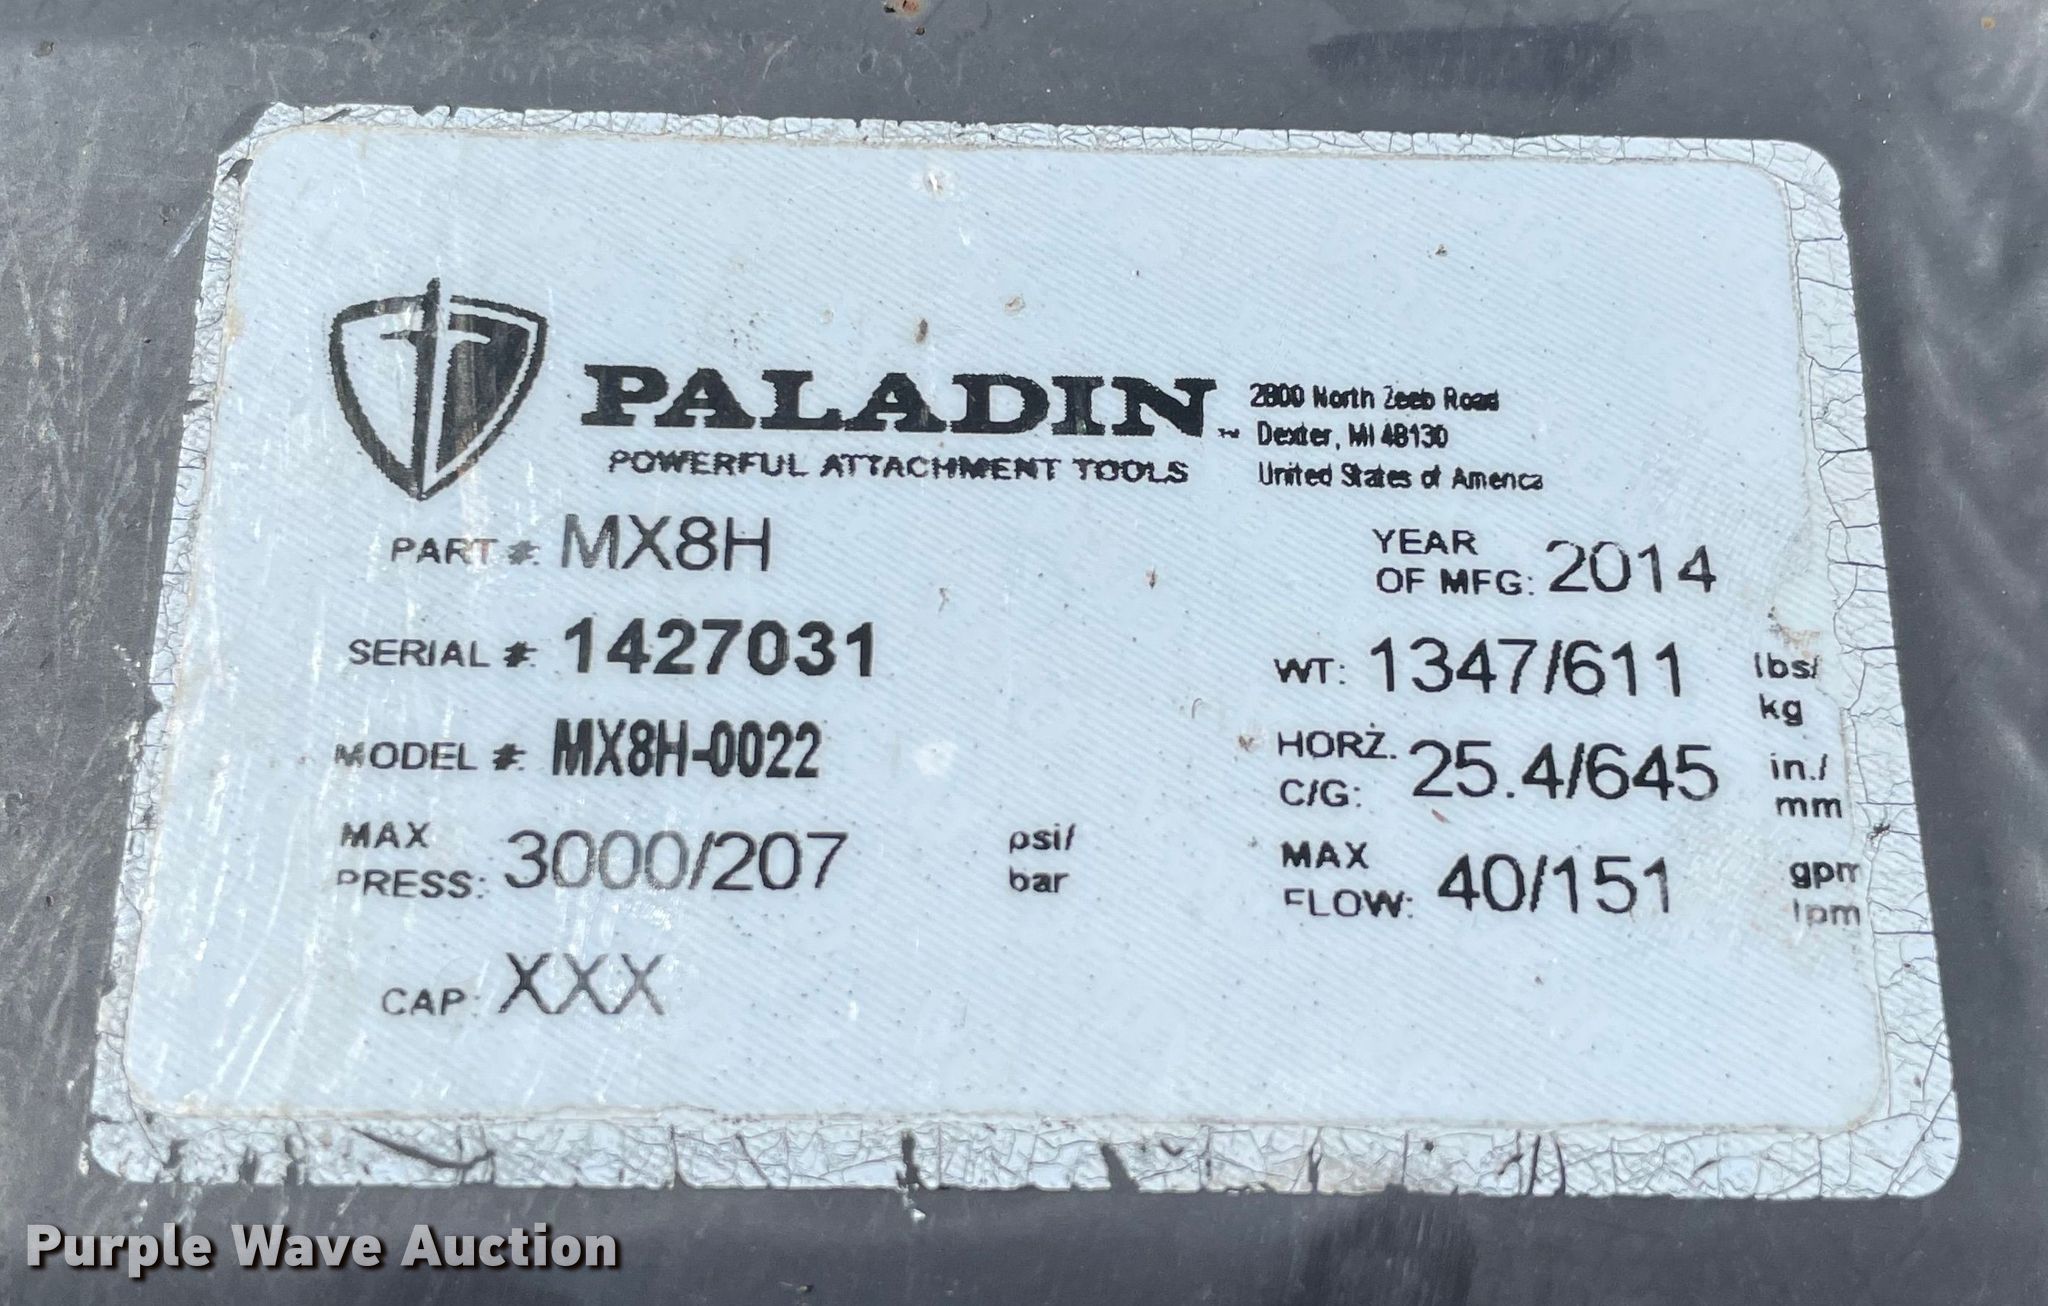 PALADIN™
POWERFUL ATTACHMENT TOOLS
2800 North Zeeb Road
Dexter, MI 48130
United States of America
PART #: MX8H
YEAR
OF MFG: 2014
SERIAL #: 1427031
WT: 1347/611 lbs/
kg
MODEL #: MX8H-0022
HORZ.
C/G: 25.4/645 in./
mm
MAX
PRESS: 3000/207 psi/
bar
MAX
FLOW: 40/151 gpm
lpm
CAP: XXX
Purple Wave Auction